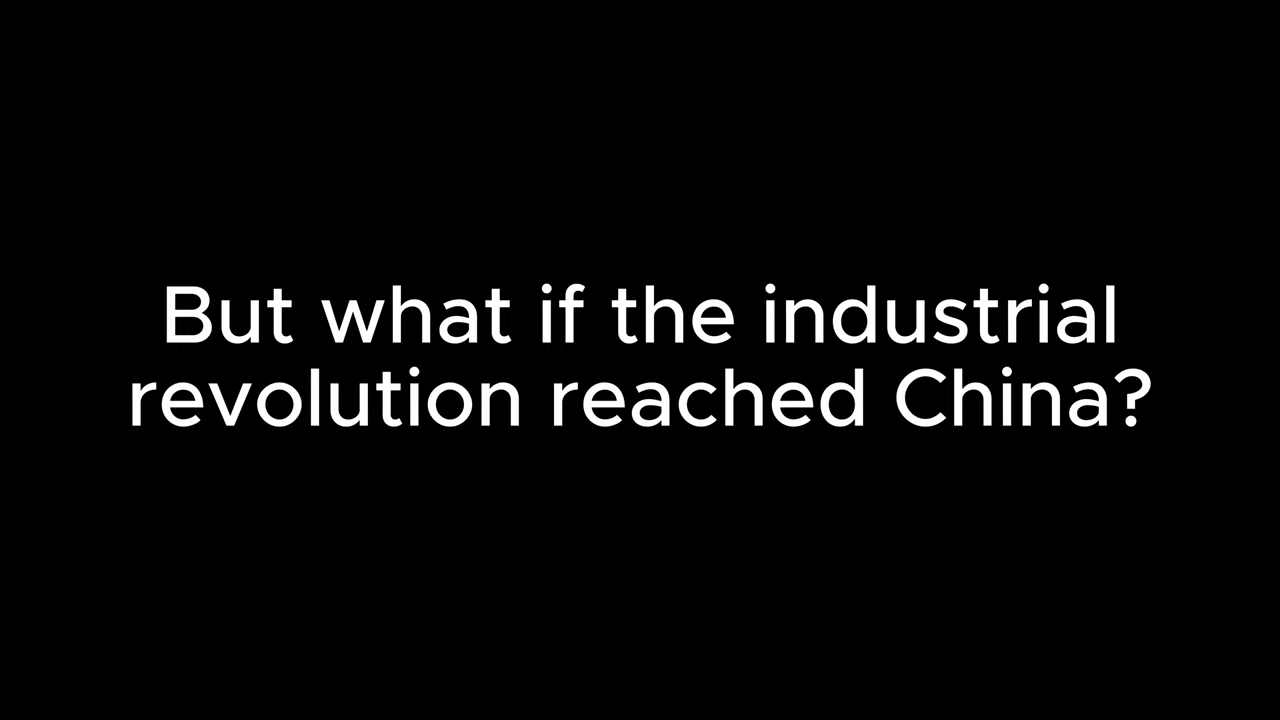 But what if the industrial
revolution reached China?